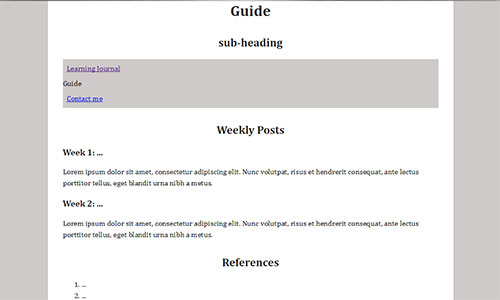 Guide
sub-heading
Learning Journal
Guide
Contact me
Weekly Posts
Week 1: ...
Lorem ipsum dolor sit amet, consectetur adipiscing elit. Nunc volutpat, risus et hendrerit consequat, ante lectus
porttitor tellus, eget blandit urna nibh a metus.
Week 2: ...
Lorem ipsum dolor sit amet, consectetur adipiscing elit. Nunc volutpat, risus et hendrerit consequat, ante lectus
porttitor tellus, eget blandit urna nibh a metus.
References
1. ...
2. ...